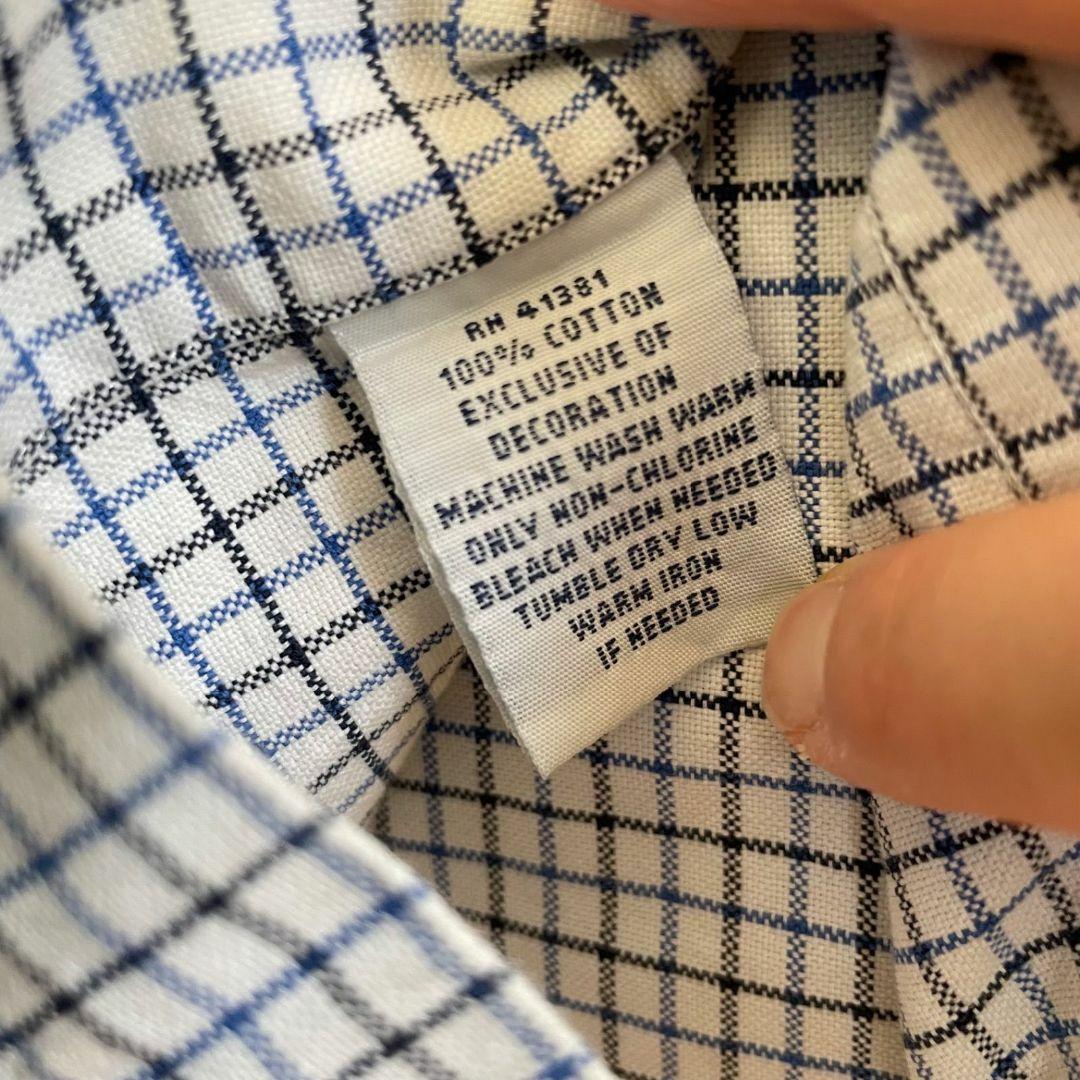 RN 41381
100% COTTON
EXCLUSIVE OF
DECORATION
MACHINE WASH WARM
ONLY NON-CHLORINE
BLEACH WHEN NEEDED
TUMBLE DRY LOW
WARM IRON
IF NEEDED